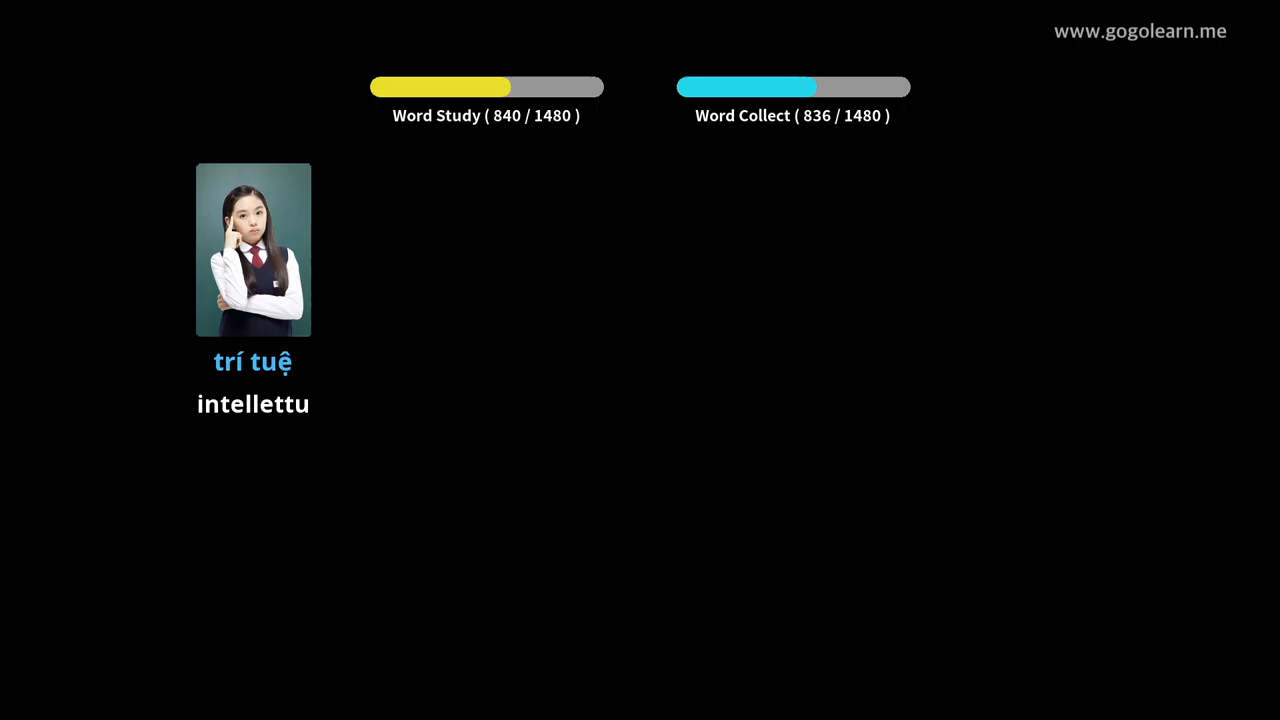 www.gogolearn.me
Word Study ( 840 / 1480 )
Word Collect ( 836 / 1480 )
trí tuệ
intellettu